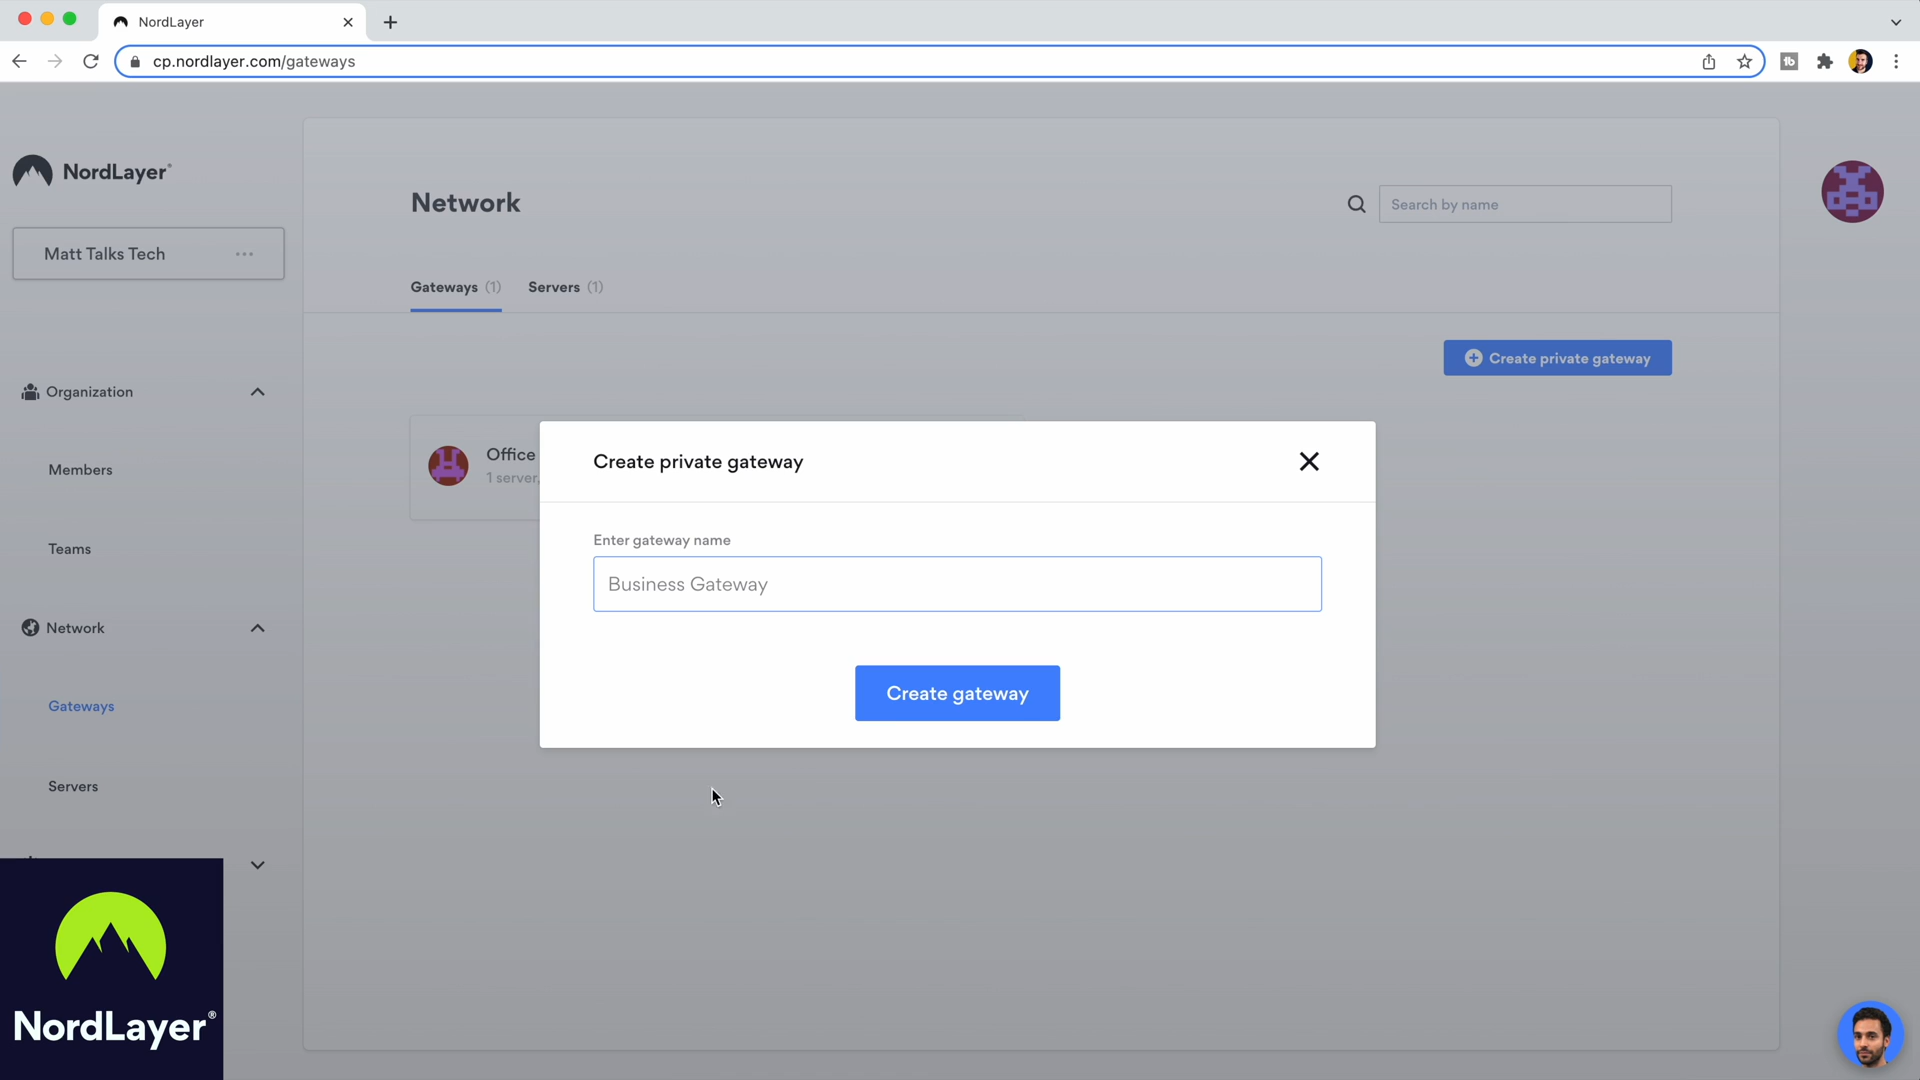 NordLayer
cp.nordlayer.com/gateways
NordLayer®
Network
Search by name
Matt Talks Tech
Gateways (1)
Servers (1)
Create private gateway
Organization
Office
1 server,
Members
Teams
Network
Gateways
Servers
Create private gateway
Enter gateway name
Business Gateway
Create gateway
NordLayer®